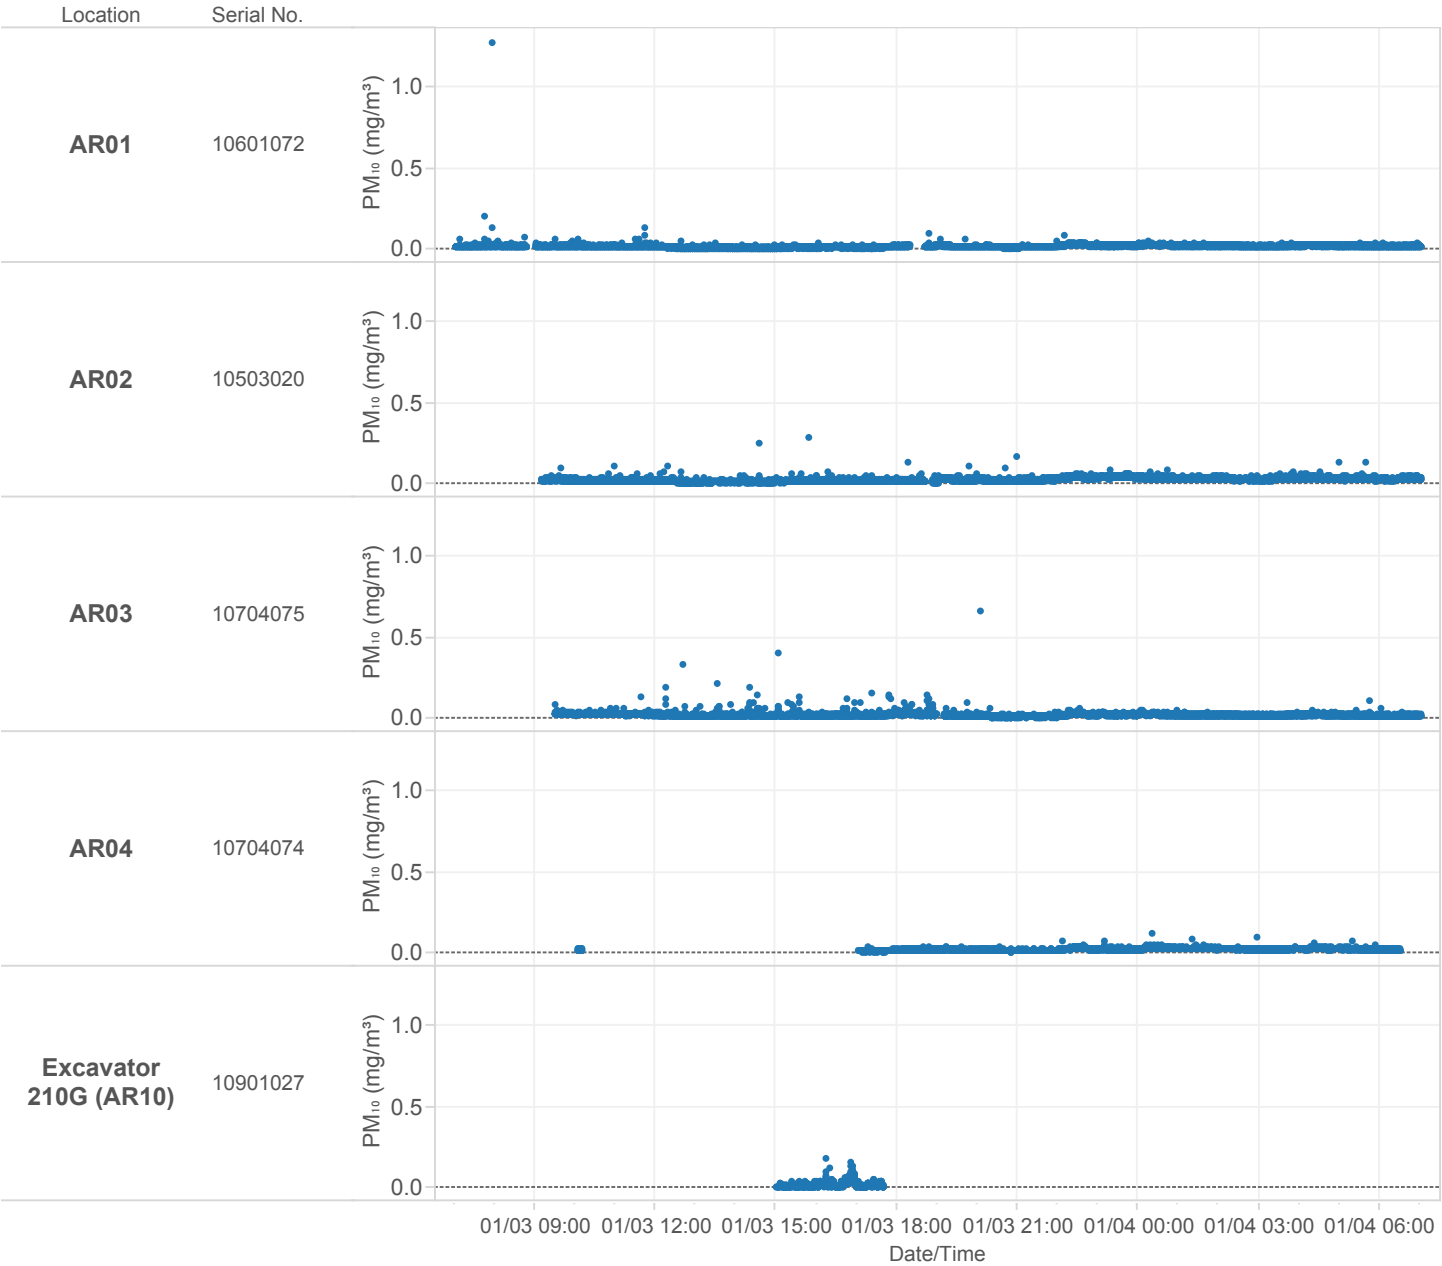 Location Serial No.
AR01 10601072
PM₁₀ (mg/m³)
1.0
0.5
0.0
AR02 10503020
PM₁₀ (mg/m³)
1.0
0.5
0.0
AR03 10704075
PM₁₀ (mg/m³)
1.0
0.5
0.0
AR04 10704074
PM₁₀ (mg/m³)
1.0
0.5
0.0
Excavator
210G (AR10) 10901027
PM₁₀ (mg/m³)
1.0
0.5
0.0
01/03 09:00 01/03 12:00 01/03 15:00 01/03 18:00 01/03 21:00 01/04 00:00 01/04 03:00 01/04 06:00
Date/Time